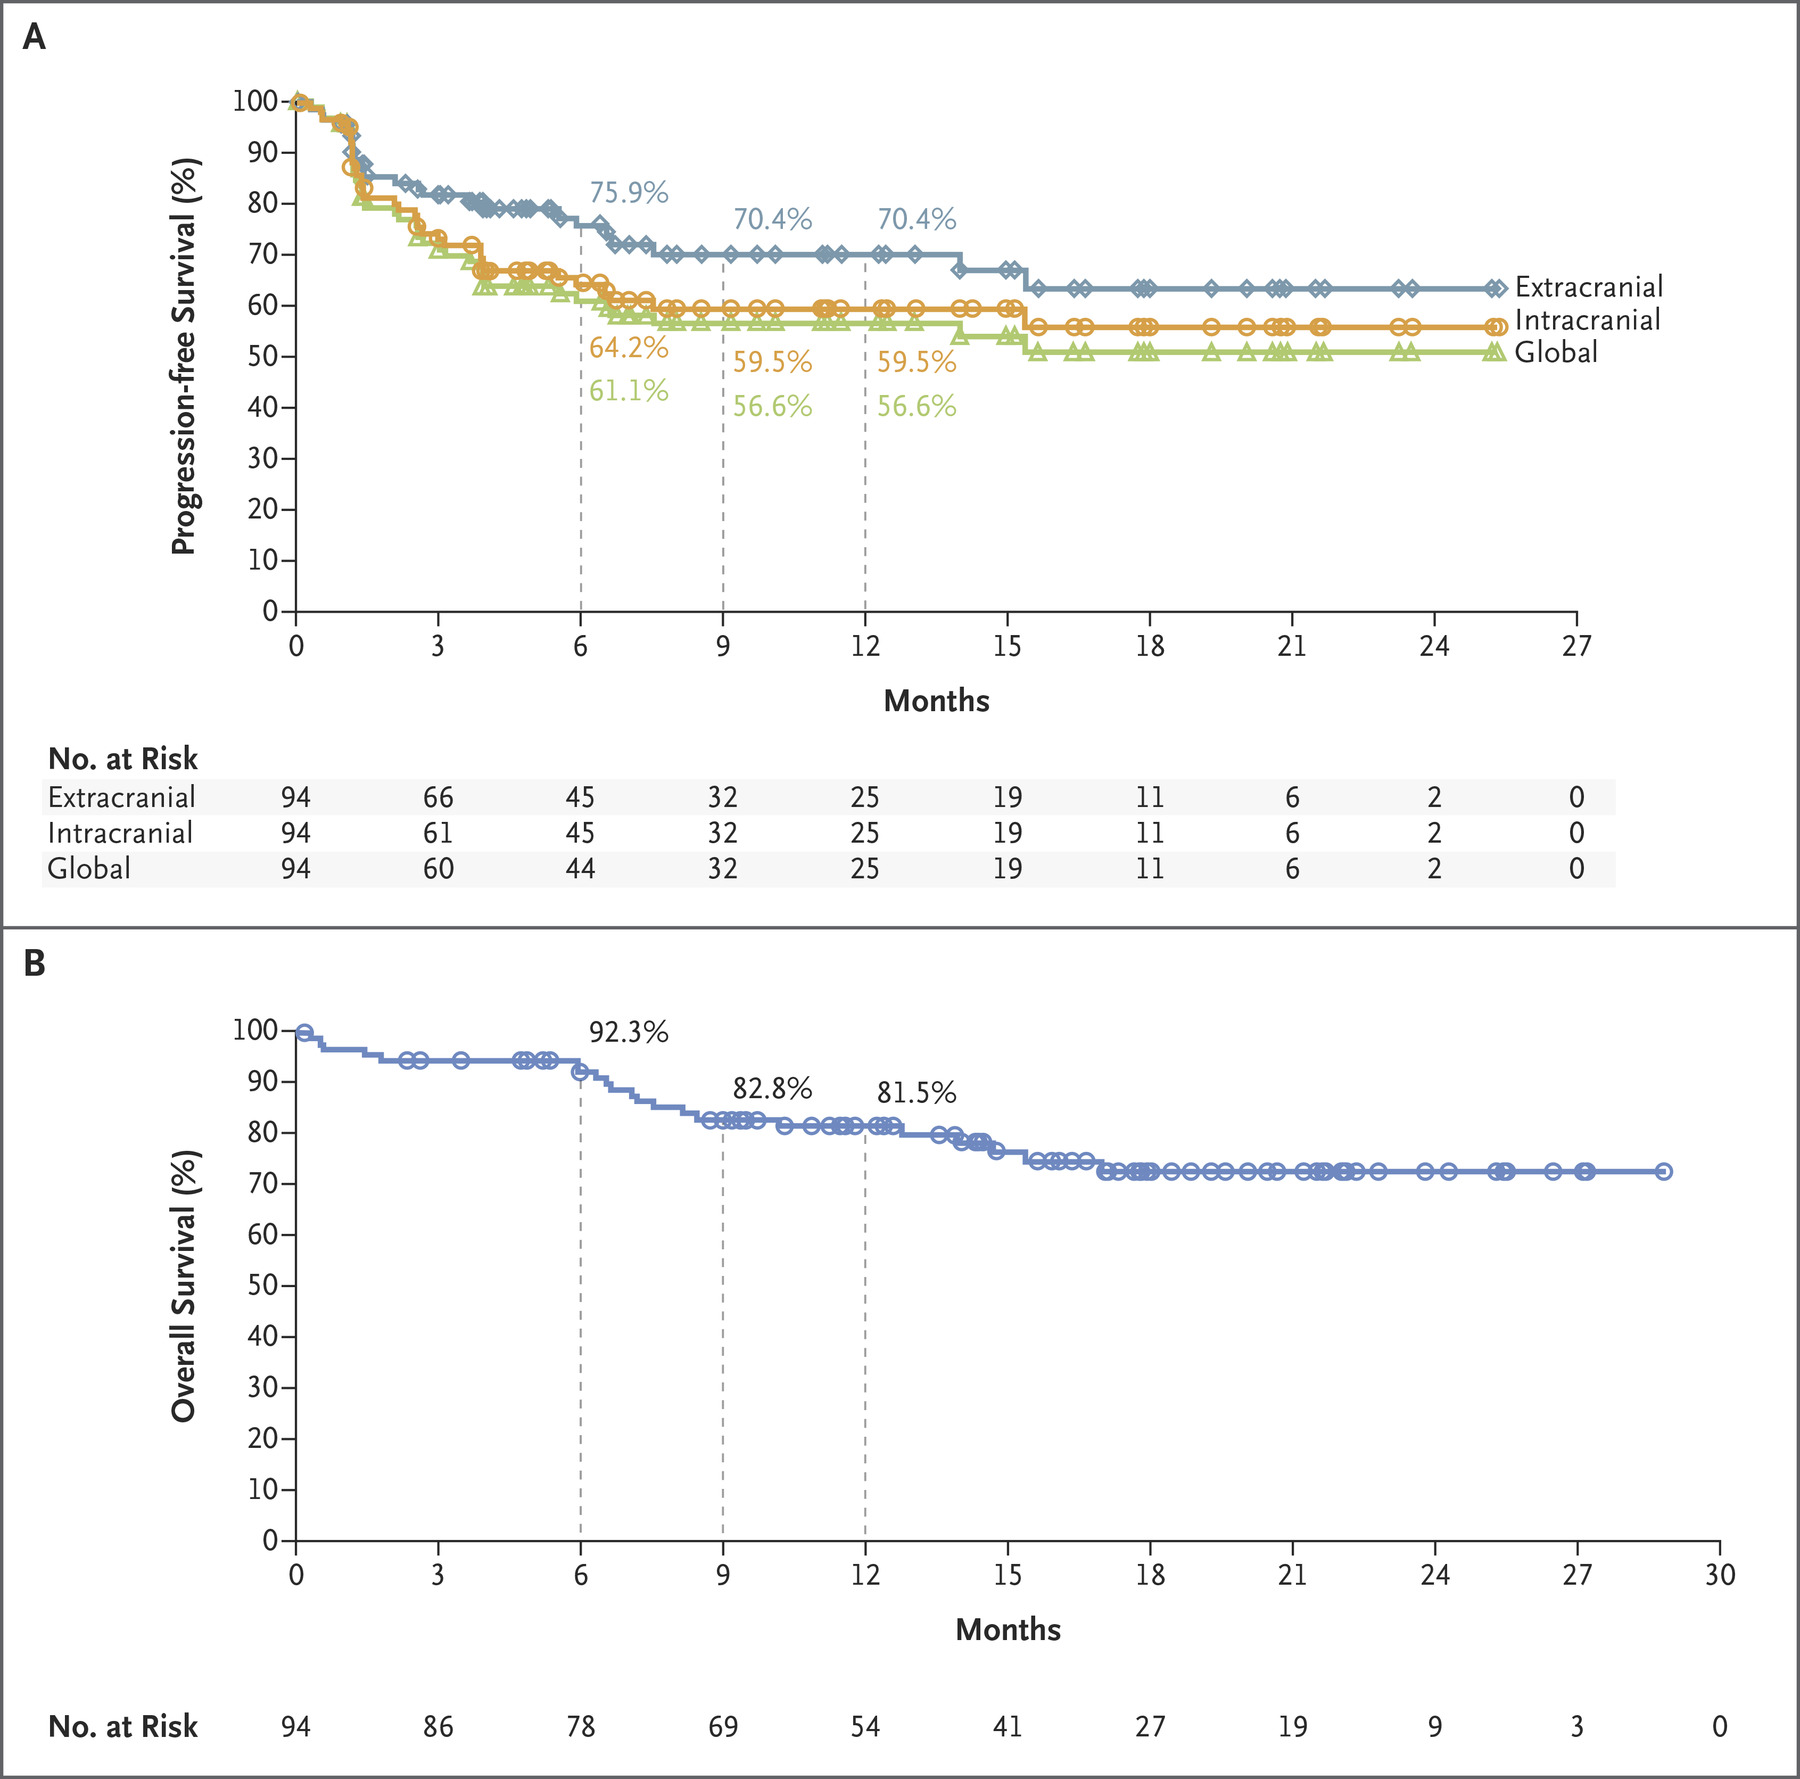 A
Progression-free Survival (%)
100
90
80
70
60
50
40
30
20
10
0
75.9%
70.4%
70.4%
64.2%
59.5%
59.5%
61.1%
56.6%
56.6%
Extracranial
Intracranial
Global
0 3 6 9 12 15 18 21 24 27
Months
No. at Risk
Extracranial 94 66 45 32 25 19 11 6 2 0
Intracranial 94 61 45 32 25 19 11 6 2 0
Global 94 60 44 32 25 19 11 6 2 0
B
Overall Survival (%)
100
90
80
70
60
50
40
30
20
10
0
92.3%
82.8%
81.5%
0 3 6 9 12 15 18 21 24 27 30
Months
No. at Risk 94 86 78 69 54 41 27 19 9 3 0